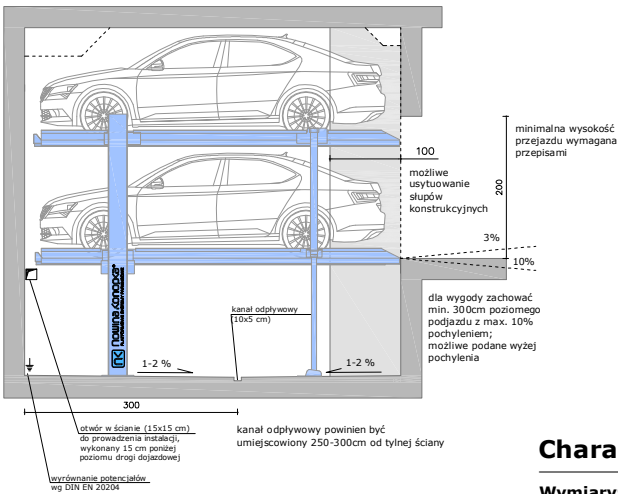 minimalna wysokość
przejazdu wymagana
przepisami
100
możliwe
usytuowanie
słupów
konstrukcyjnych
200
3%
10%
dla wygody zachować
min. 300cm poziomego
podjazdu z max. 10%
pochyleniem;
możliwe podane wyżej
pochylenia
kanał odpływowy
(10x5 cm)
1-2 %
1-2 %
300
otwór w ścianie (15x15 cm)
do prowadzenia instalacji,
wykonany 15 cm poniżej
poziomu drogi dojazdowej
kanał odpływowy powinien być
umiejscowiony 250-300cm od tylnej ściany
wyrównanie potencjałów
wg DIN EN 20204
Chara
Wymiary